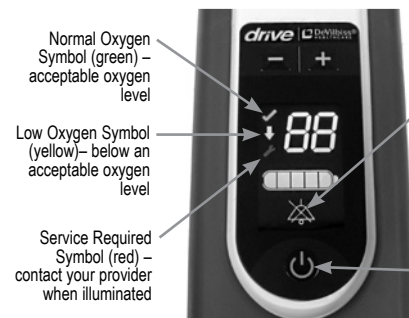 Normal Oxygen
Symbol (green) –
acceptable oxygen
level
Low Oxygen Symbol
(yellow)– below an
acceptable oxygen
level
Service Required
Symbol (red) –
contact your provider
when illuminated
drive DeVilbiss®
HEALTHCARE
− +
88